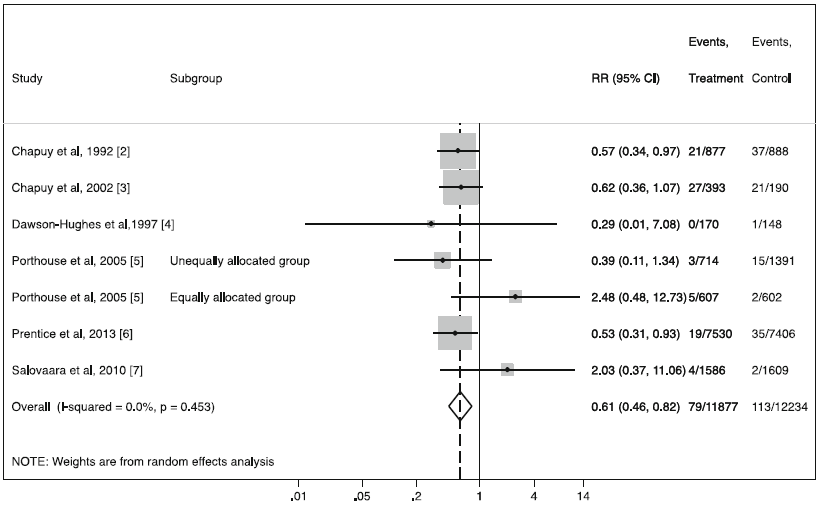 Events, Events,
Study Subgroup RR (95% CI) Treatment Control
Chapuy et al, 1992 [2] 0.57 (0.34, 0.97) 21/877 37/888
Chapuy et al, 2002 [3] 0.62 (0.36, 1.07) 27/393 21/190
Dawson-Hughes et al,1997 [4] 0.29 (0.01, 7.08) 0/170 1/148
Porthouse et al, 2005 [5] Unequally allocated group 0.39 (0.11, 1.34) 3/714 15/1391
Porthouse et al, 2005 [5] Equally allocated group 2.48 (0.48, 12.73) 5/607 2/602
Prentice et al, 2013 [6] 0.53 (0.31, 0.93) 19/7530 35/7406
Salovaara et al, 2010 [7] 2.03 (0.37, 11.06) 4/1586 2/1609
Overall (I-squared = 0.0%, p = 0.453) 0.61 (0.46, 0.82) 79/11877 113/12234
NOTE: Weights are from random effects analysis
.01 .05 .2 1 4 14